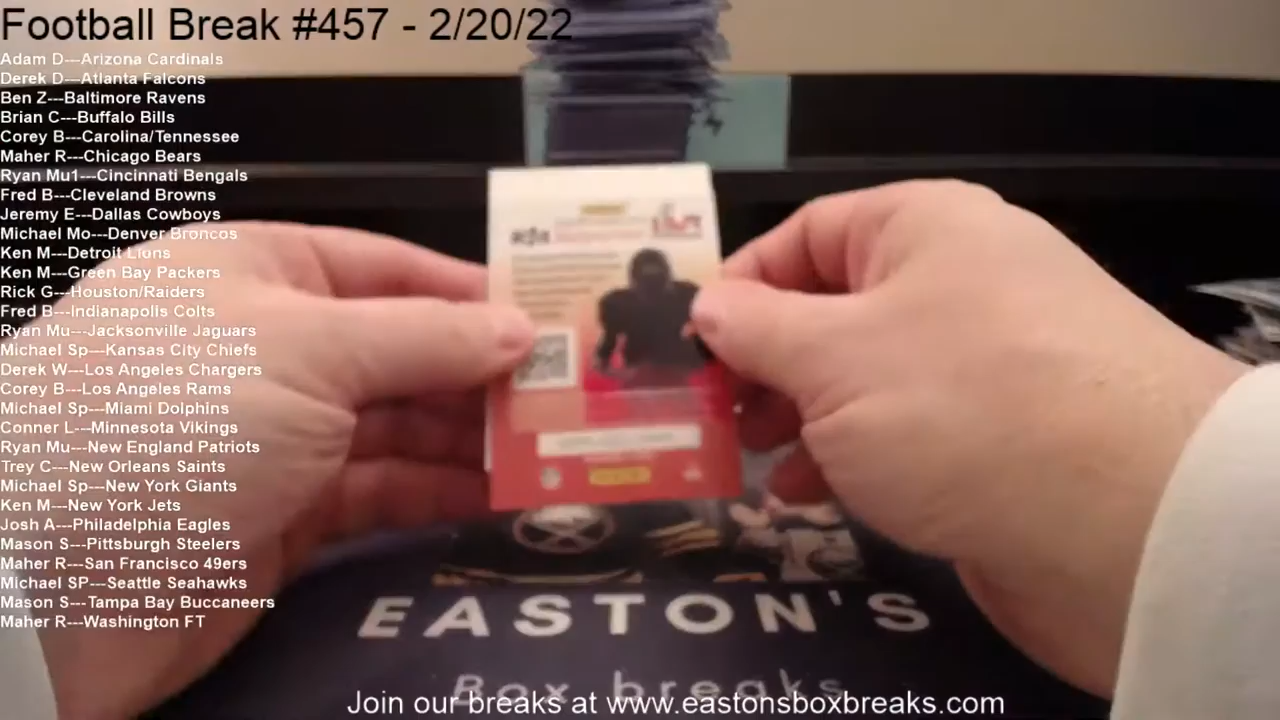 Football Break #457 - 2/20/22
Adam D---Arizona Cardinals
Derek D---Atlanta Falcons
Ben Z---Baltimore Ravens
Brian C---Buffalo Bills
Corey B---Carolina/Tennessee
Maher R---Chicago Bears
Ryan Mu1---Cincinnati Bengals
Fred B---Cleveland Browns
Jeremy E---Dallas Cowboys
Michael Mo---Denver Broncos
Ken M---Detroit Lions
Ken M---Green Bay Packers
Rick G---Houston/Raiders
Fred B---Indianapolis Colts
Ryan Mu---Jacksonville Jaguars
Michael Sp---Kansas City Chiefs
Derek W---Los Angeles Chargers
Corey B---Los Angeles Rams
Michael Sp---Miami Dolphins
Conner L---Minnesota Vikings
Ryan Mu---New England Patriots
Trey C---New Orleans Saints
Michael Sp---New York Giants
Ken M---New York Jets
Josh A---Philadelphia Eagles
Mason S---Pittsburgh Steelers
Maher R---San Francisco 49ers
Michael SP---Seattle Seahawks
Mason S---Tampa Bay Buccaneers
Maher R---Washington FT
EASTON'S
Box breaks
Join our breaks at www.eastonsboxbreaks.com